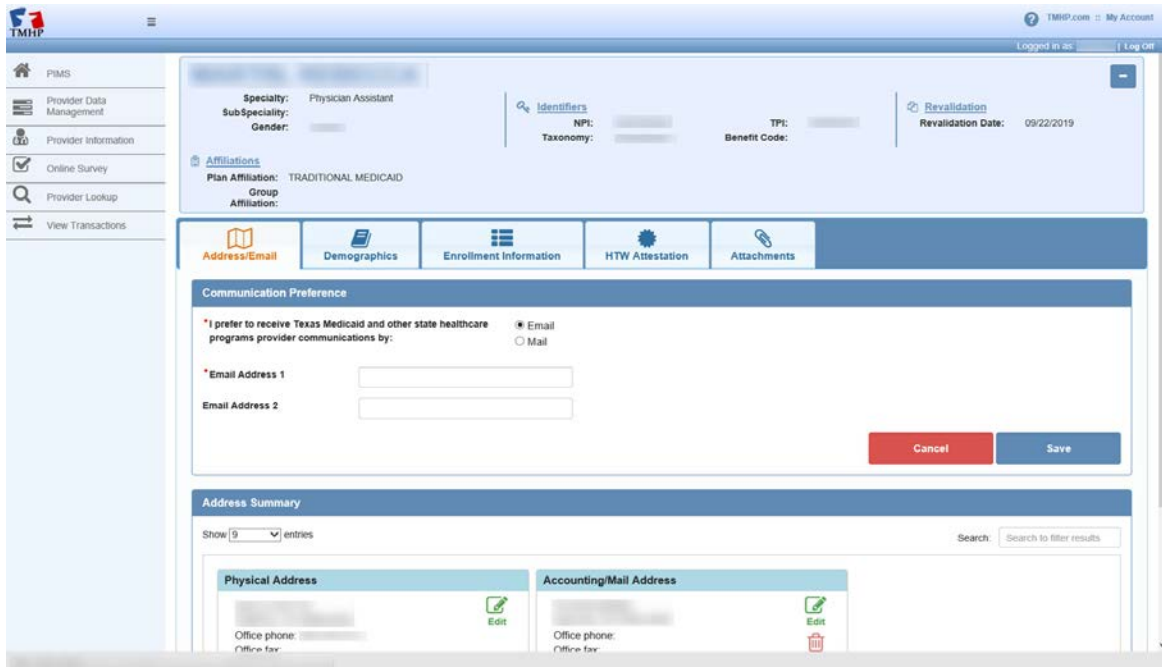 TMHP
TMHP.com :: My Account
Logged in as: | Log Off
PIMS
Provider Data
Management
Provider Information
Online Survey
Provider Lookup
View Transactions
Specialty: Physician Assistant
SubSpeciality:
Gender:
Identifiers
NPI: TPI:
Taxonomy: Benefit Code:
Revalidation
Revalidation Date: 09/22/2019
Affiliations
Plan Affiliation: TRADITIONAL MEDICAID
Group
Affiliation:
Address/Email Demographics Enrollment Information HTW Attestation Attachments
Communication Preference
*I prefer to receive Texas Medicaid and other state healthcare
programs provider communications by:
Email
Mail
*Email Address 1
Email Address 2
Cancel Save
Address Summary
Show 9 entries Search: Search to filter results
Physical Address Accounting/Mail Address
Edit Edit
Office phone: Office phone:
Office fax: Office fax: